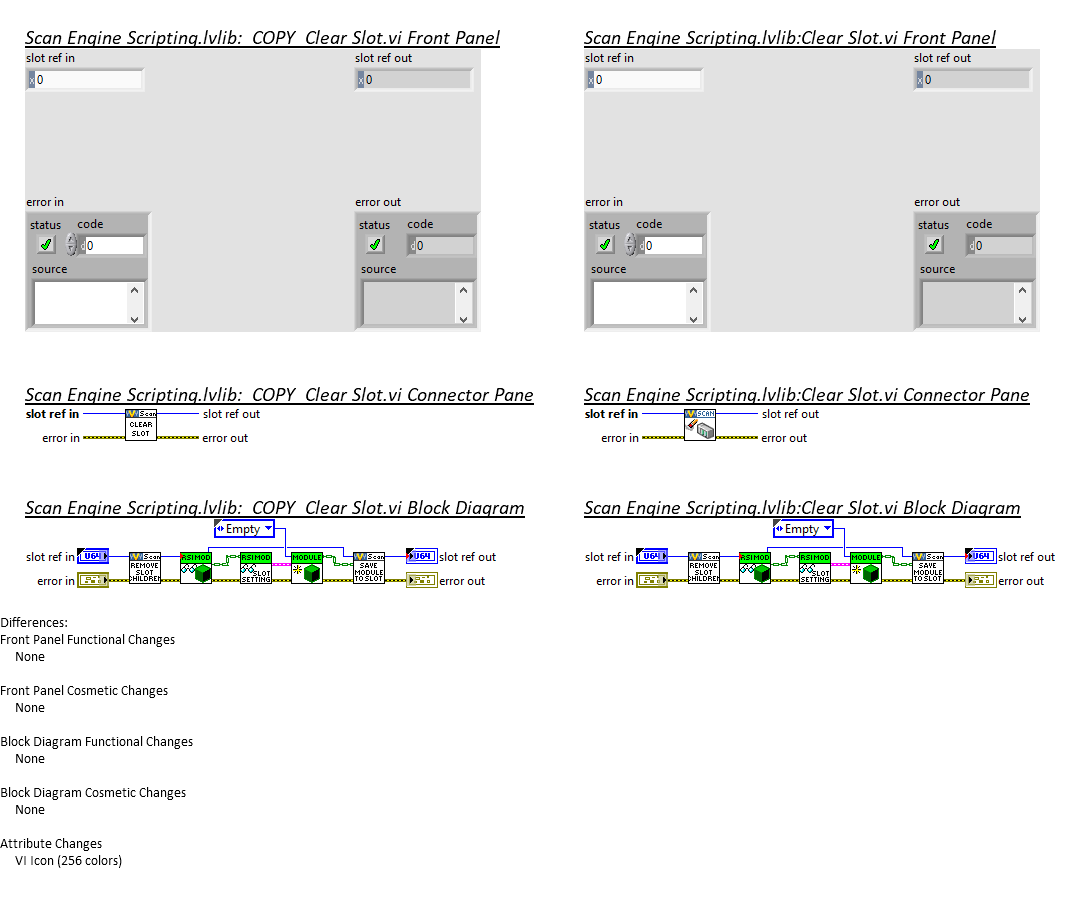 Scan Engine Scripting.lvlib:_COPY_Clear Slot.vi Front Panel
slot ref in
x 0
slot ref out
x 0
error in
status
code
d 0
source
error out
status
code
d 0
source
Scan Engine Scripting.lvlib:Clear Slot.vi Front Panel
slot ref in
x 0
slot ref out
x 0
error in
status
code
d 0
source
error out
status
code
d 0
source
Scan Engine Scripting.lvlib:_COPY_Clear Slot.vi Connector Pane
slot ref in
error in
Scan
CLEAR
SLOT
slot ref out
error out
Scan Engine Scripting.lvlib:Clear Slot.vi Connector Pane
slot ref in
error in
SCAN
slot ref out
error out
Scan Engine Scripting.lvlib:_COPY_Clear Slot.vi Block Diagram
Empty
slot ref in
U64
error in
Scan
REMOVE
SLOT
CHILDREN
RSIMOD
RSIMOD
SLOT
SETTING
MODULE
Scan
SAVE
MODULE
TO SLOT
U64
slot ref out
error out
Scan Engine Scripting.lvlib:Clear Slot.vi Block Diagram
Empty
slot ref in
U64
error in
Scan
REMOVE
SLOT
CHILDREN
RSIMOD
RSIMOD
SLOT
SETTING
MODULE
Scan
SAVE
MODULE
TO SLOT
U64
slot ref out
error out
Differences:
Front Panel Functional Changes
None
Front Panel Cosmetic Changes
None
Block Diagram Functional Changes
None
Block Diagram Cosmetic Changes
None
Attribute Changes
VI Icon (256 colors)